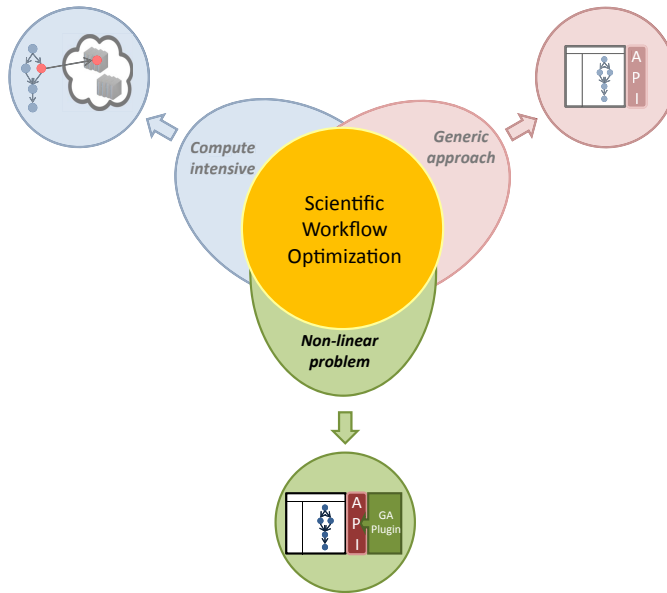 A
P
I
Compute
intensive
Generic
approach
Scientific
Workflow
Optimization
Non-linear
problem
A
P
I
GA
Plugin